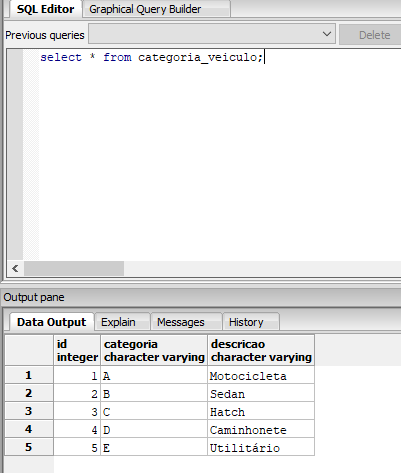 SQL Editor Graphical Query Builder
Previous queries Delete
select * from categoria_veiculo;
Output pane
Data Output Explain Messages History
id categoria descricao
integer character varying character varying
1 1 A Motocicleta
2 2 B Sedan
3 3 C Hatch
4 4 D Caminhonete
5 5 E Utilitário